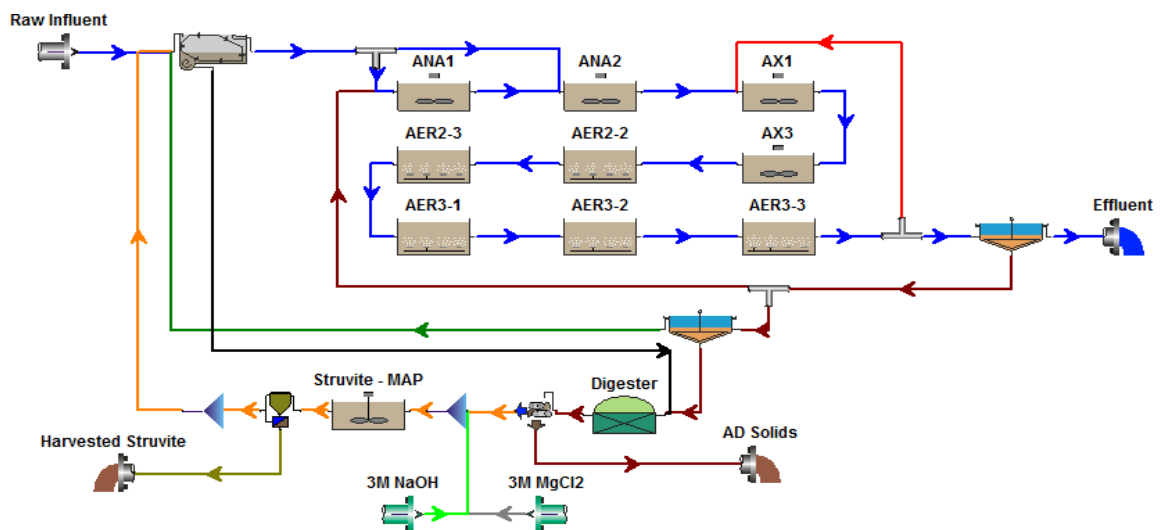 Raw Influent
ANA1
ANA2
AX1
AER2-3
AER2-2
AX3
AER3-1
AER3-2
AER3-3
Effluent
Struvite - MAP
Digester
Harvested Struvite
AD Solids
3M NaOH
3M MgCl2